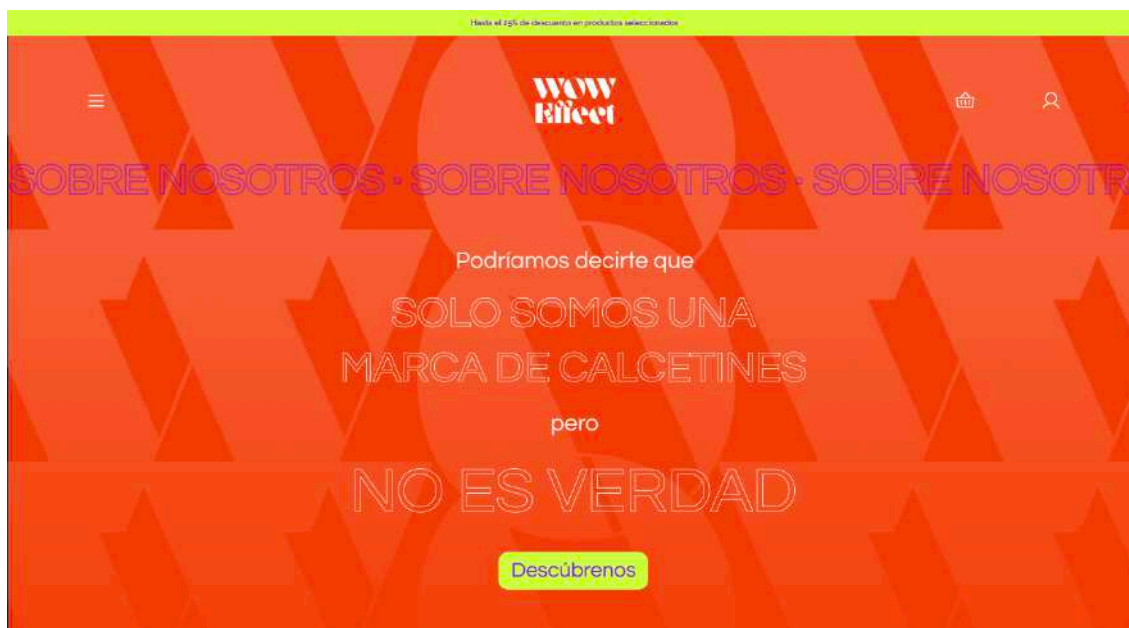 Hasta el 25% de descuento en productos seleccionados
WOW
Effect
SOBRE NOSOTROS · SOBRE NOSOTROS · SOBRE NOSOTR
Podríamos decirte que
SOLO SOMOS UNA
MARCA DE CALCETINES
pero
NO ES VERDAD
Descúbrenos